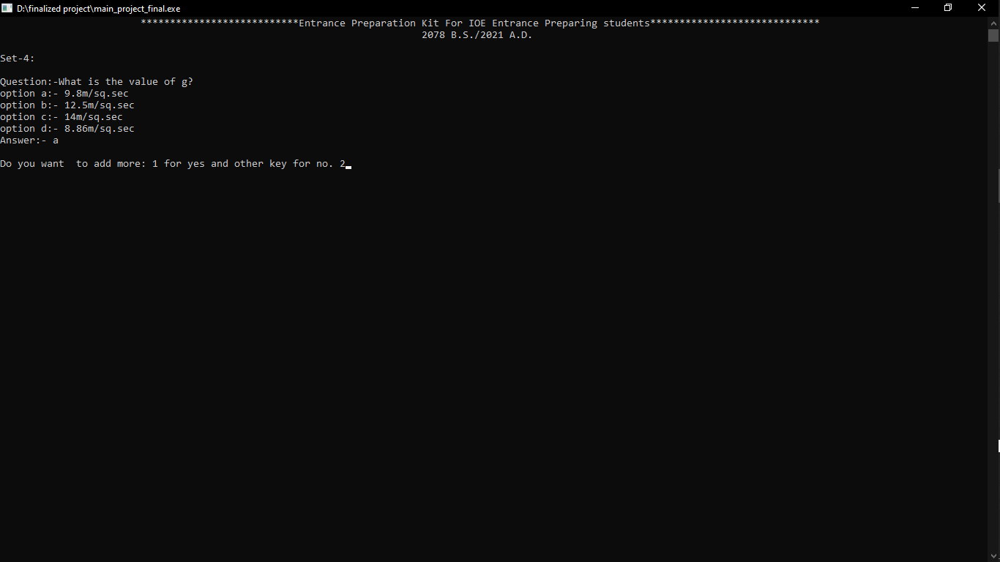 D:\finalized project\main_project_final.exe
***************************Entrance Preparation Kit For IOE Entrance Preparing students*****************************
2078 B.S./2021 A.D.
Set-4:
Question:-What is the value of g?
option a:- 9.8m/sq.sec
option b:- 12.5m/sq.sec
option c:- 14m/sq.sec
option d:- 8.86m/sq.sec
Answer:- a
Do you want  to add more: 1 for yes and other key for no. 2